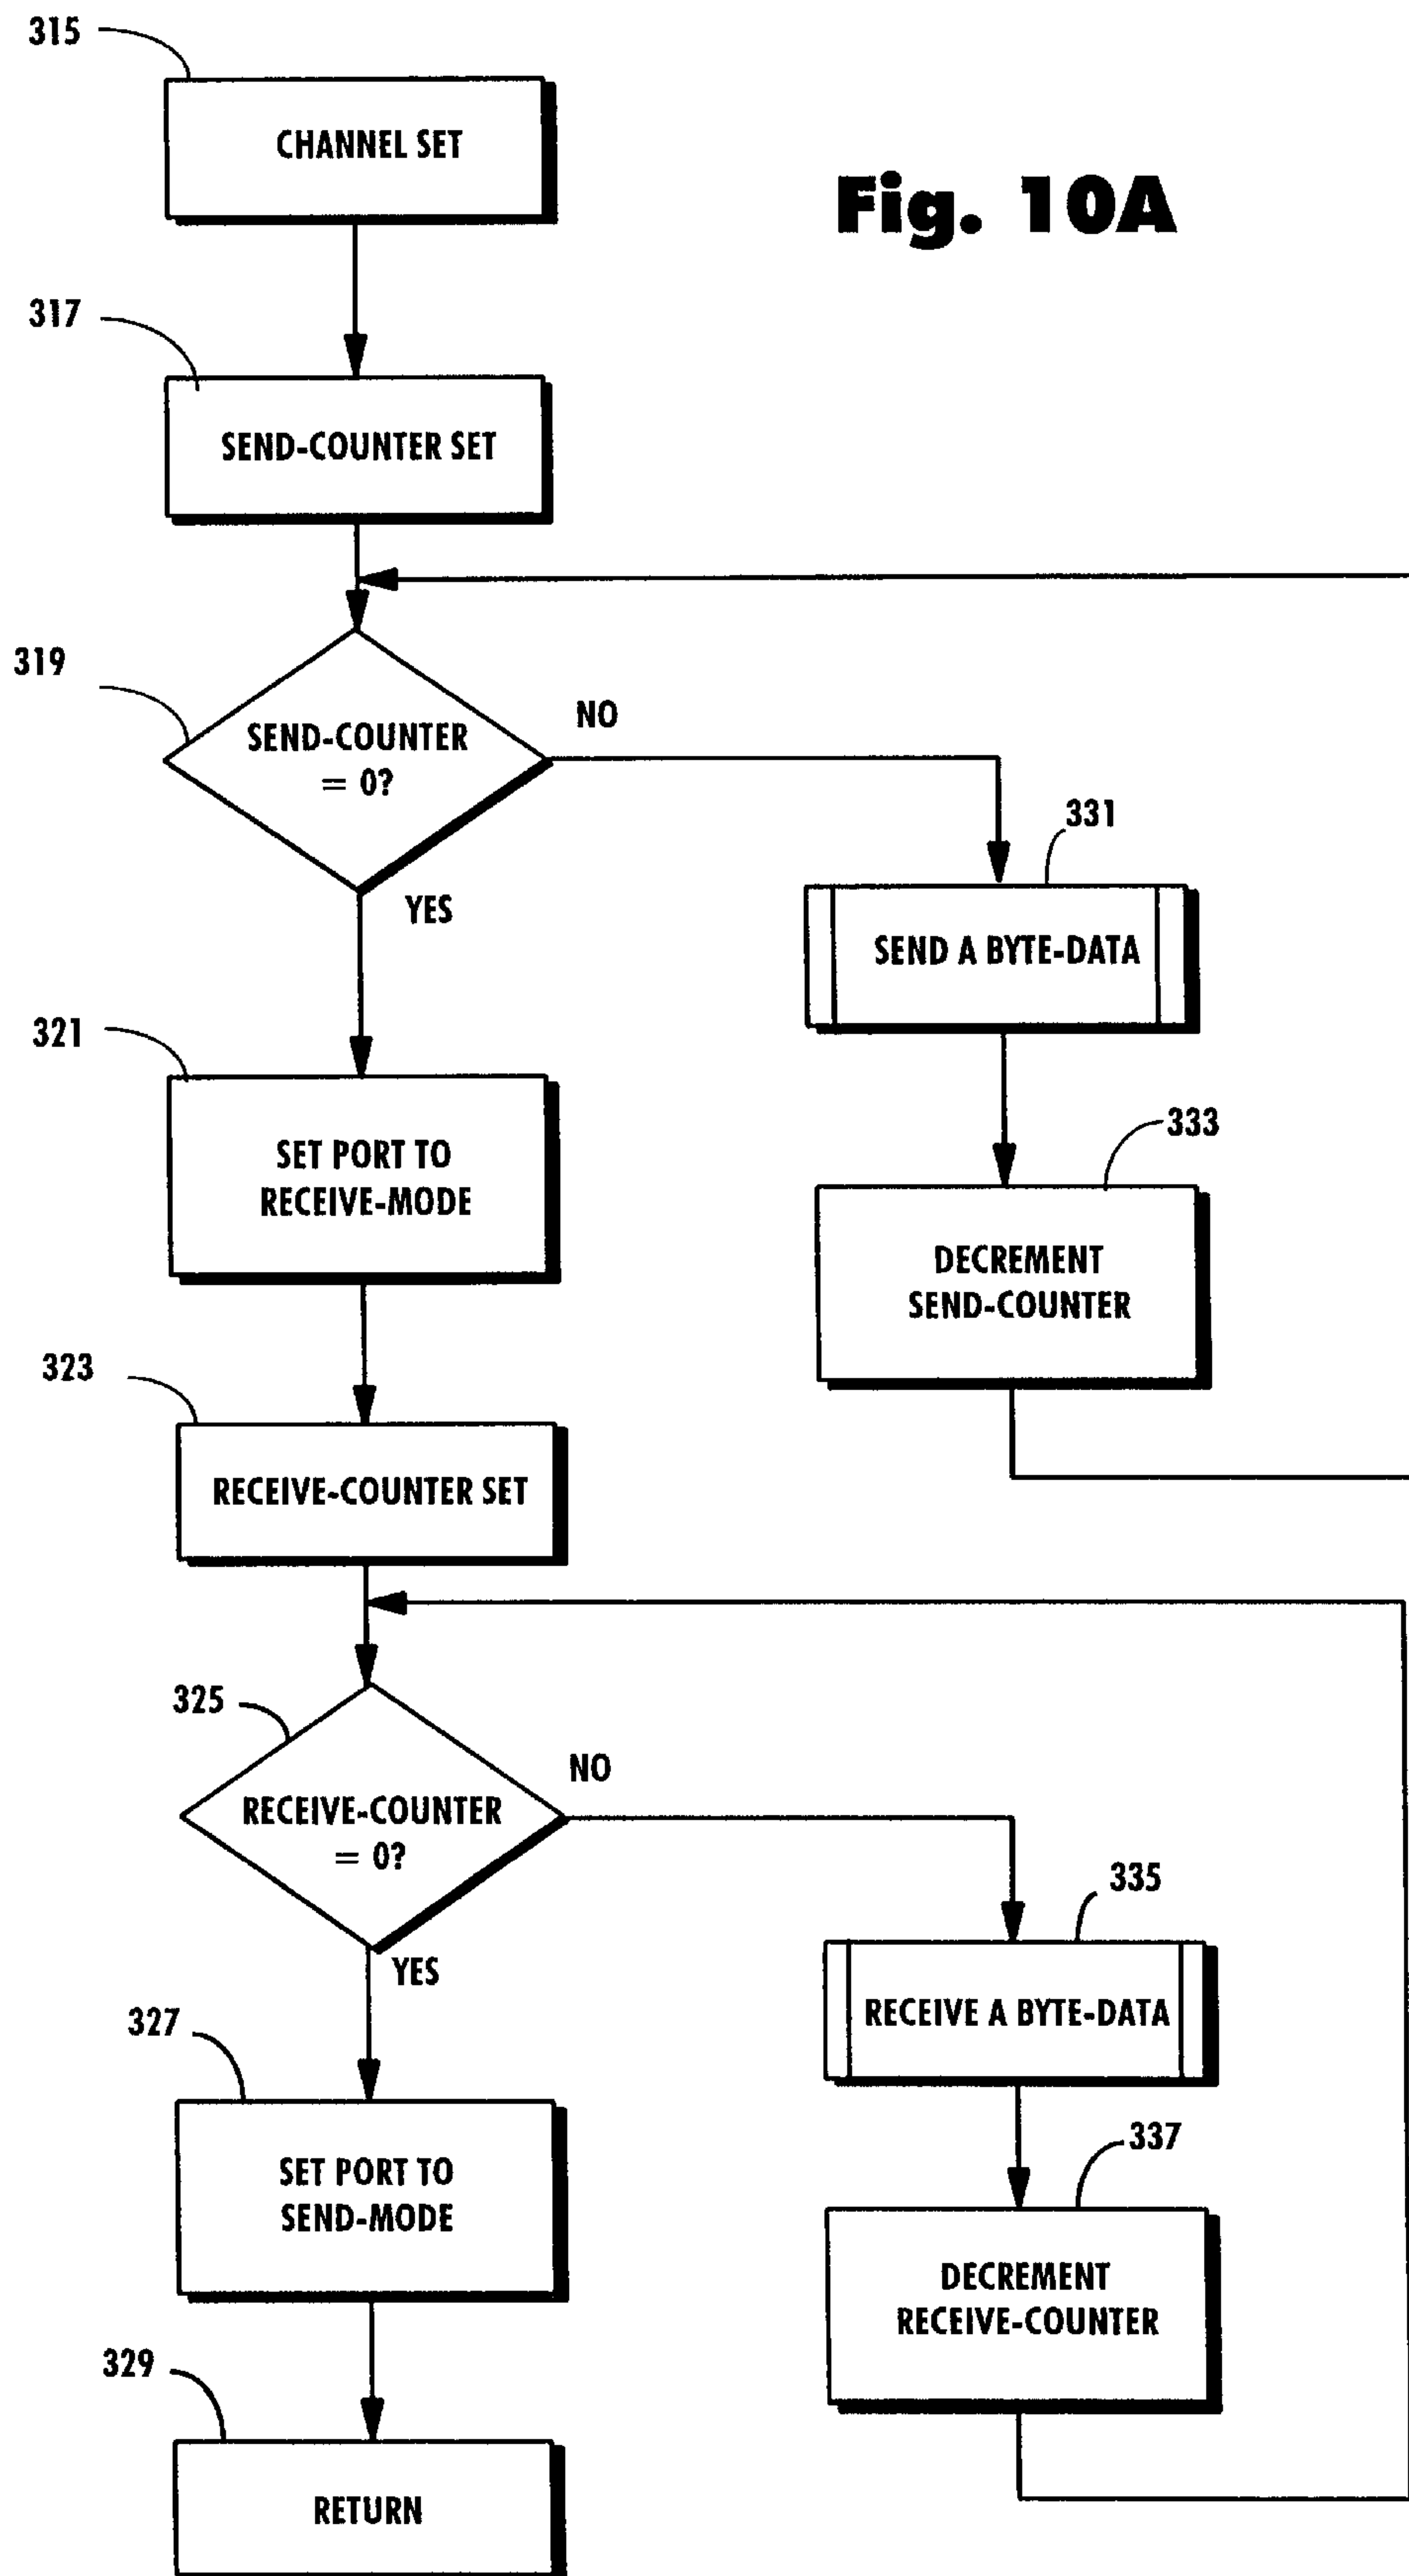 315
CHANNEL SET
Fig. 10A
317
SEND-COUNTER SET
319
SEND-COUNTER
= 0?
NO
YES
331
SEND A BYTE-DATA
321
SET PORT TO
RECEIVE-MODE
333
DECREMENT
SEND-COUNTER
323
RECEIVE-COUNTER SET
325
RECEIVE-COUNTER
= 0?
NO
YES
335
RECEIVE A BYTE-DATA
327
SET PORT TO
SEND-MODE
337
DECREMENT
RECEIVE-COUNTER
329
RETURN